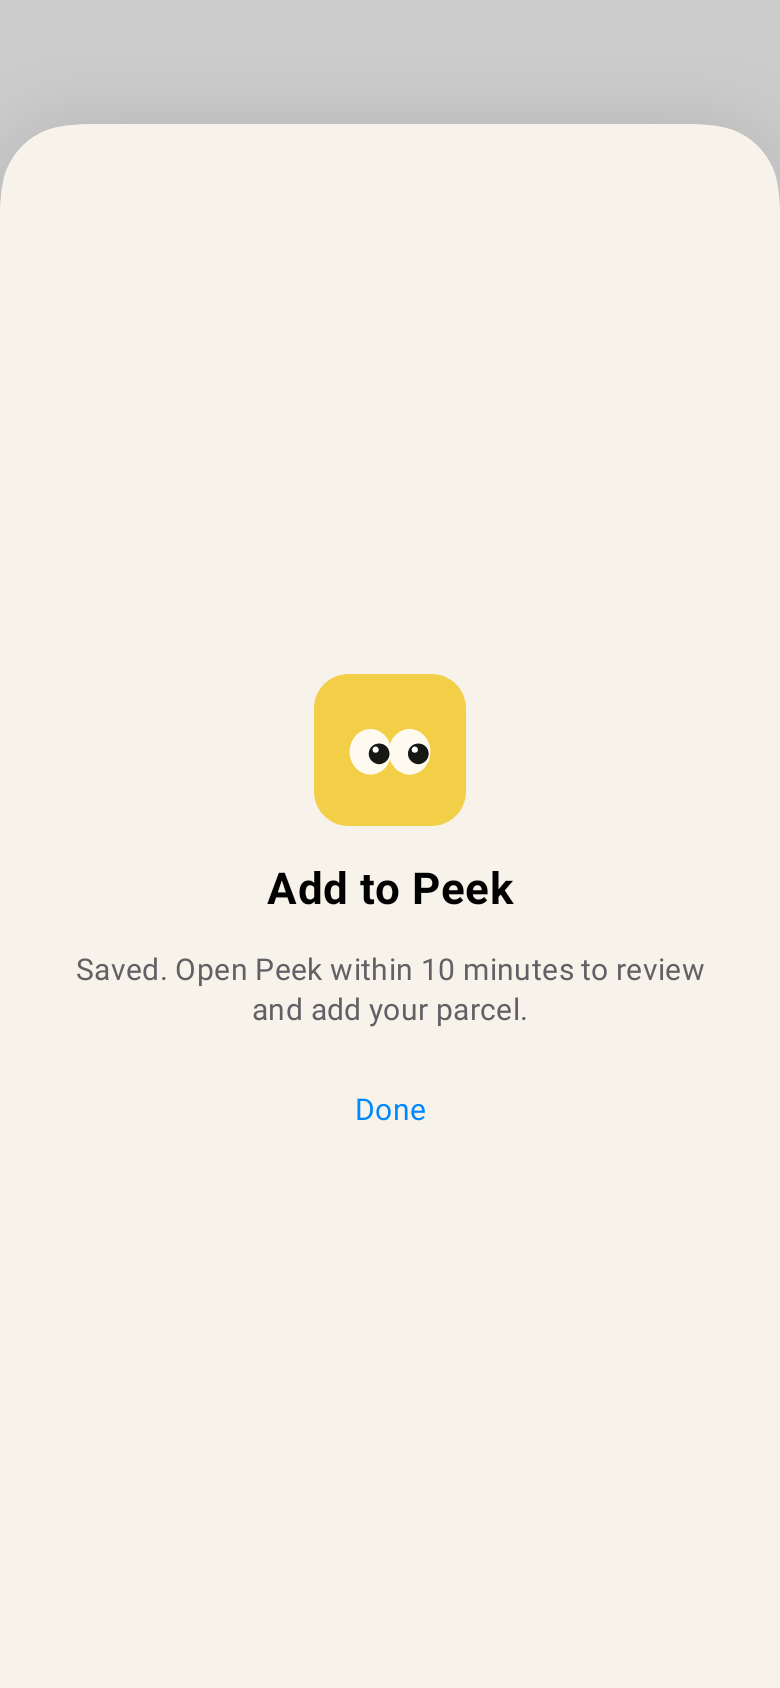 Add to Peek
Saved. Open Peek within 10 minutes to review
and add your parcel.
Done